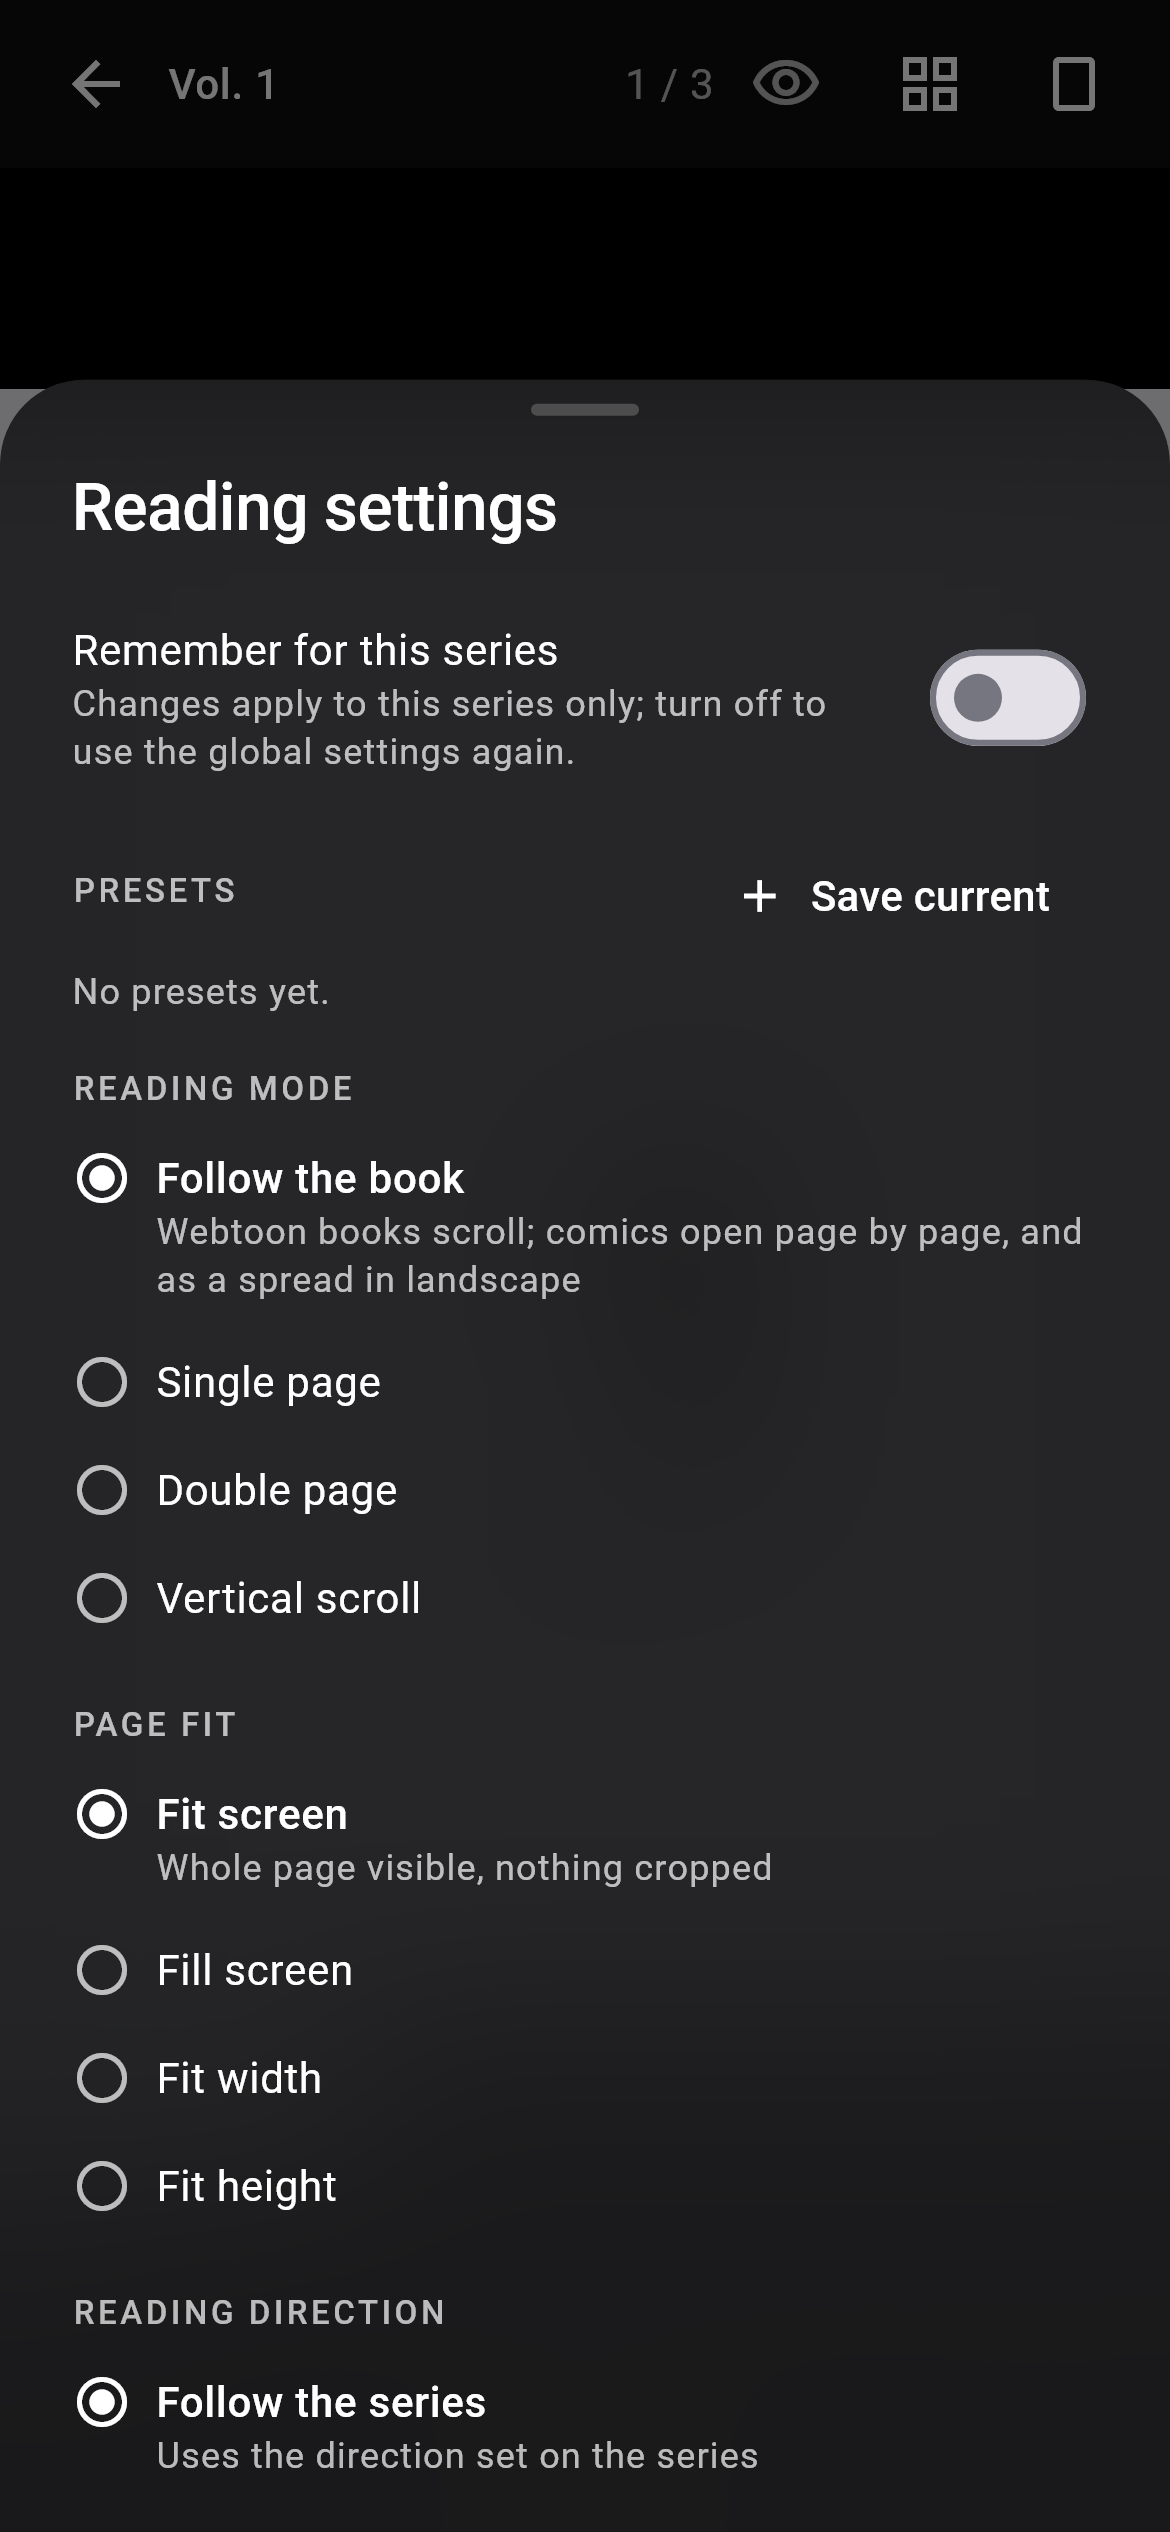 Vol. 1
1 / 3
Reading settings
Remember for this series
Changes apply to this series only; turn off to
use the global settings again.
PRESETS
Save current
No presets yet.
READING MODE
Follow the book
Webtoon books scroll; comics open page by page, and
as a spread in landscape
Single page
Double page
Vertical scroll
PAGE FIT
Fit screen
Whole page visible, nothing cropped
Fill screen
Fit width
Fit height
READING DIRECTION
Follow the series
Uses the direction set on the series